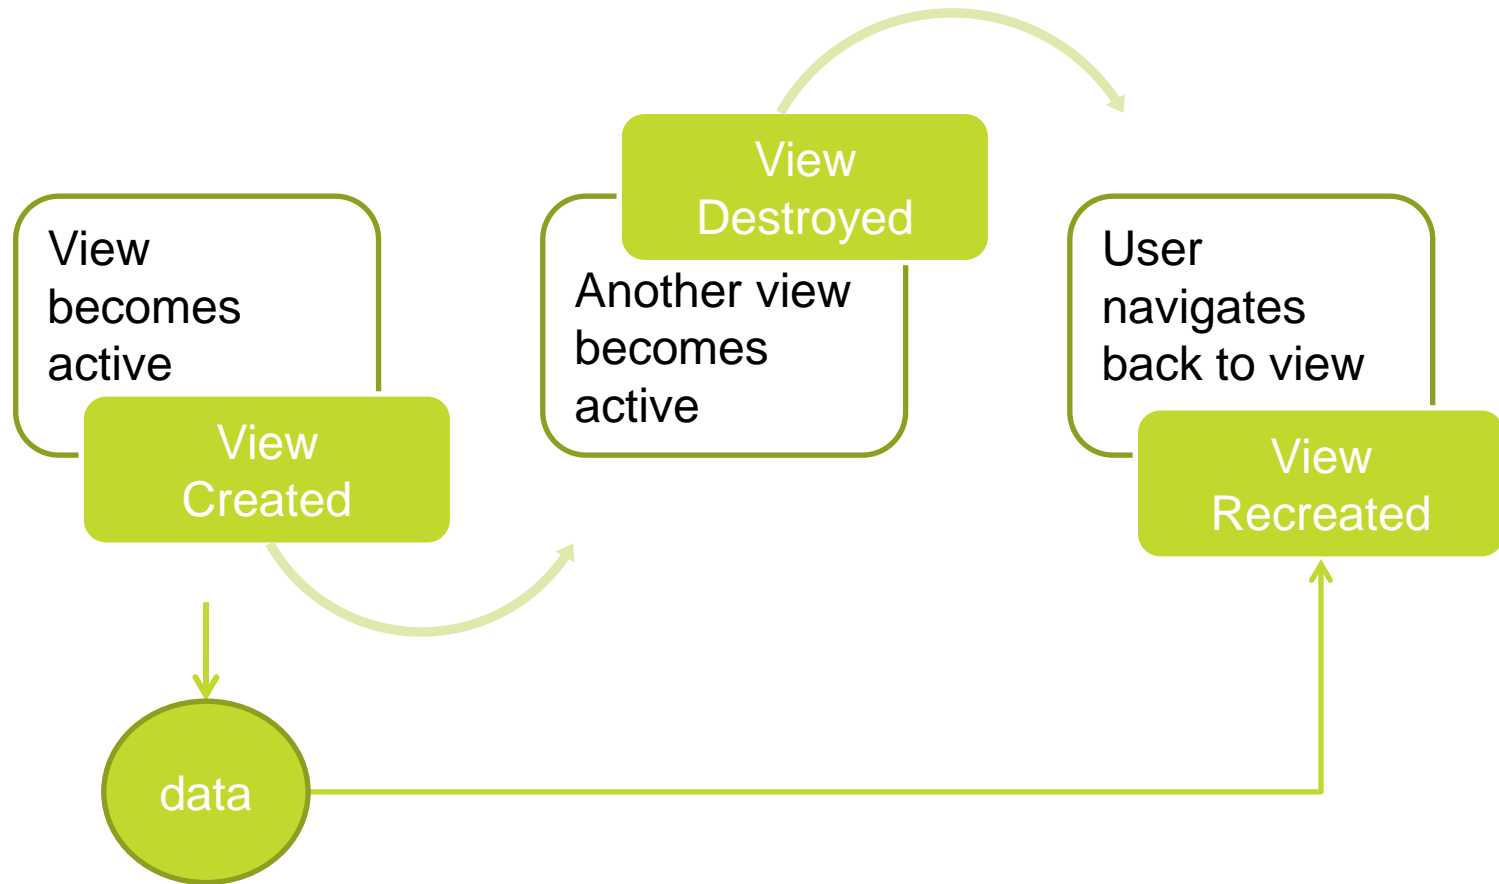 View
becomes
active
View
Created
View
Destroyed
Another view
becomes
active
User
navigates
back to view
View
Recreated
data